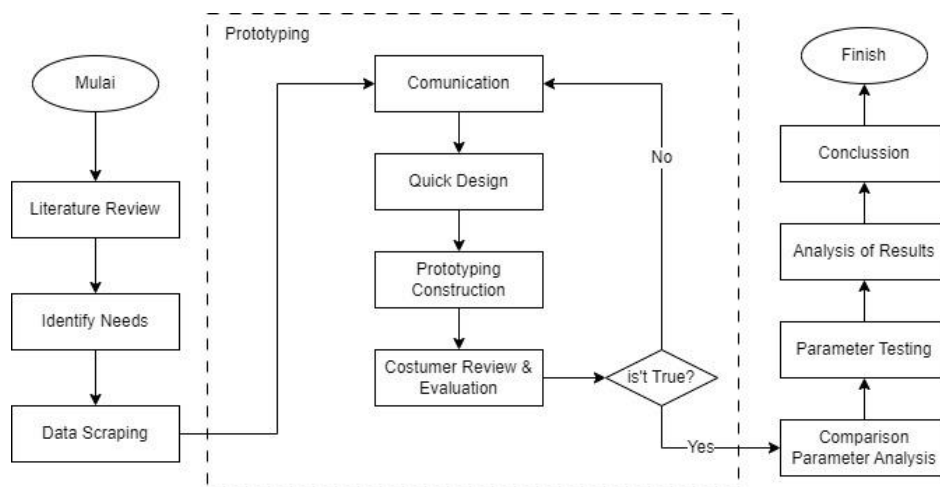 Mulai
Literature Review
Identify Needs
Data Scraping
Prototyping
Comunication
Quick Design
Prototyping
Construction
Costumer Review &
Evaluation
is't True?
No
Yes
Finish
Conclussion
Analysis of Results
Parameter Testing
Comparison
Parameter Analysis